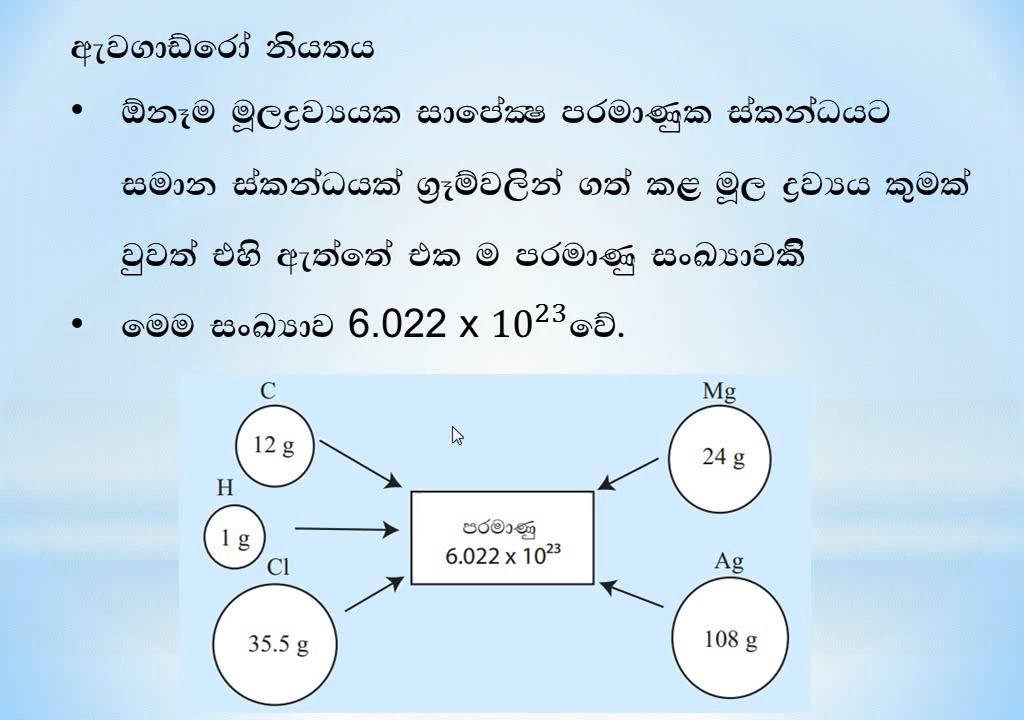 ඇවගාඩ්රෝ නියතය
• ඕනෑම මූලද්‍රව්‍යයක සාපේක්ෂ පරමාණුක ස්කන්ධයට
සමාන ස්කන්ධයක් ග්‍රෑම්වලින් ගත් කළ මූල ද්‍රව්‍යය කුමක්
වුවත් එහි ඇත්තේ එක ම පරමාණු සංඛ්‍යාවකි
• මෙම සංඛ්‍යාව 6.022 x 10²³වේ.
C
Mg
12 g
24 g
H
1 g
පරමාණු
6.022 x 10²³
Cl
Ag
35.5 g
108 g